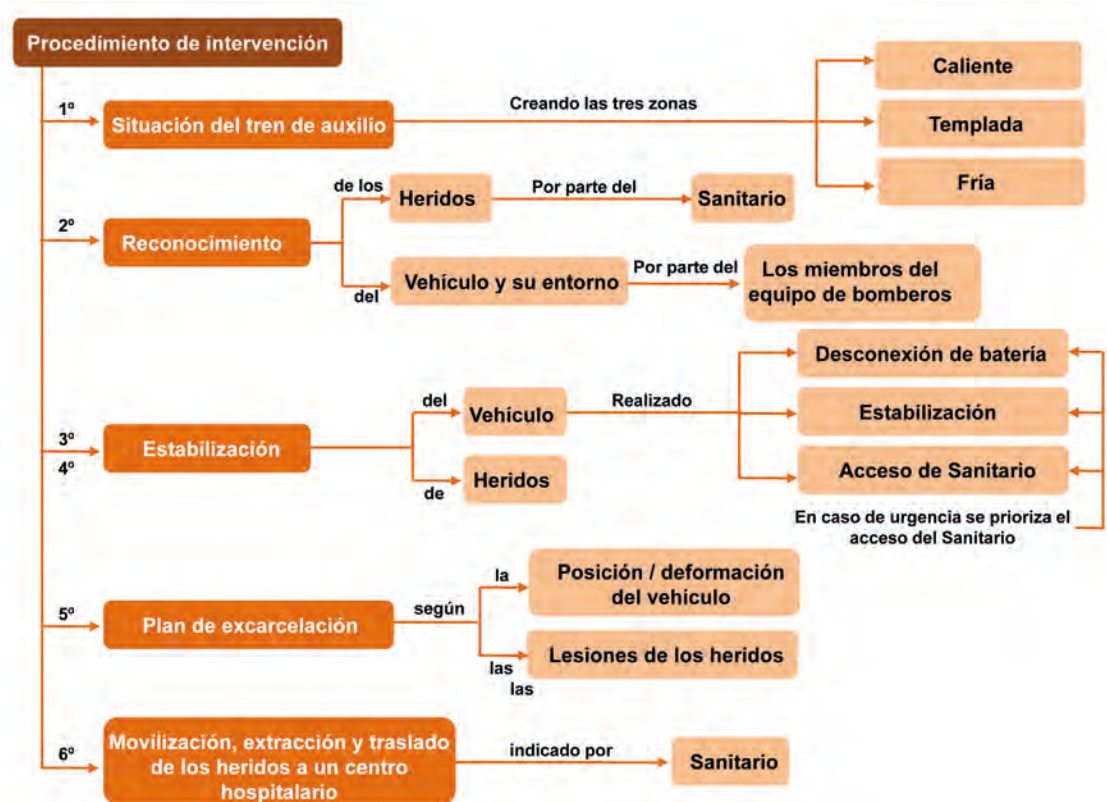 Procedimiento de intervención
1º
Situación del tren de auxilio
Creando las tres zonas
Caliente
Templada
Fría
2º
Reconocimiento
de los
Heridos
Por parte del
Sanitario
del
Vehículo y su entorno
Por parte del
Los miembros del
equipo de bomberos
3º
4º
Estabilización
del
Vehículo
Realizado
Desconexión de batería
Estabilización
Acceso de Sanitario
de
Heridos
En caso de urgencia se prioriza el
acceso del Sanitario
5º
Plan de excarcelación
según
la
Posición / deformación
del vehículo
las
las
Lesiones de los heridos
6º
Movilización, extracción y traslado
de los heridos a un centro
hospitalario
indicado por
Sanitario